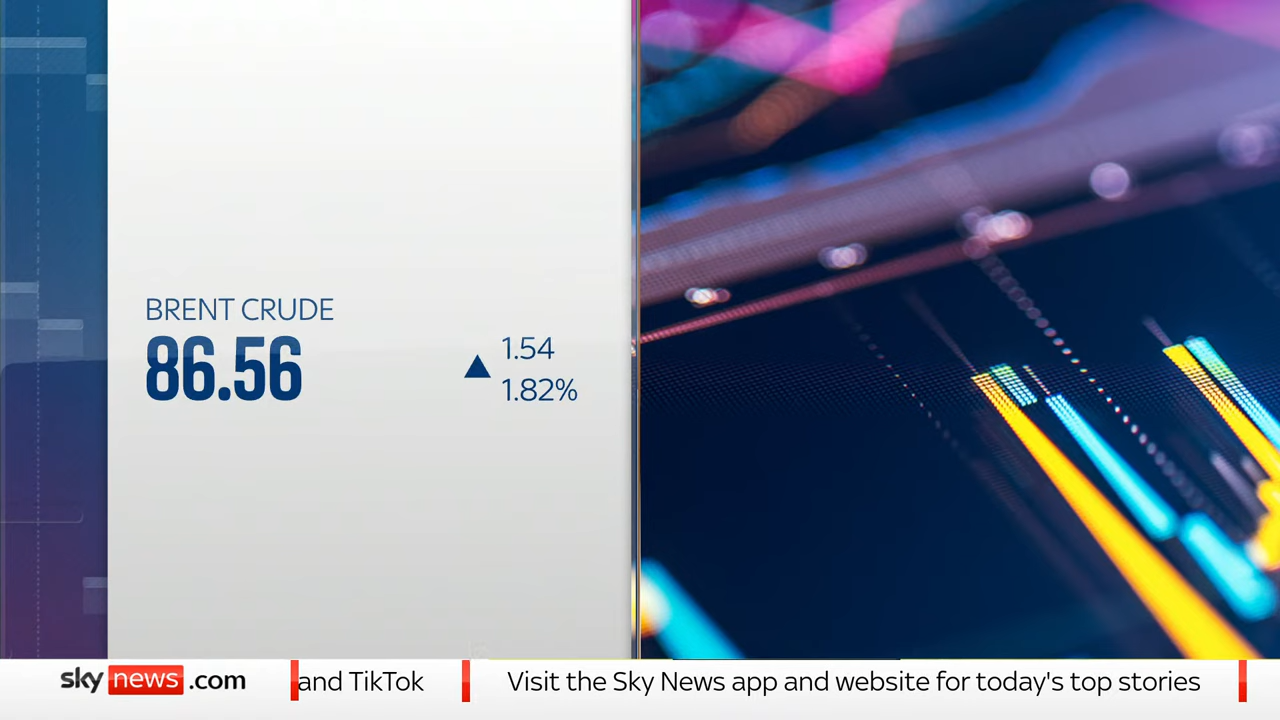 BRENT CRUDE
86.56
▲ 1.54
1.82%
sky news .com
and TikTok
Visit the Sky News app and website for today's top stories